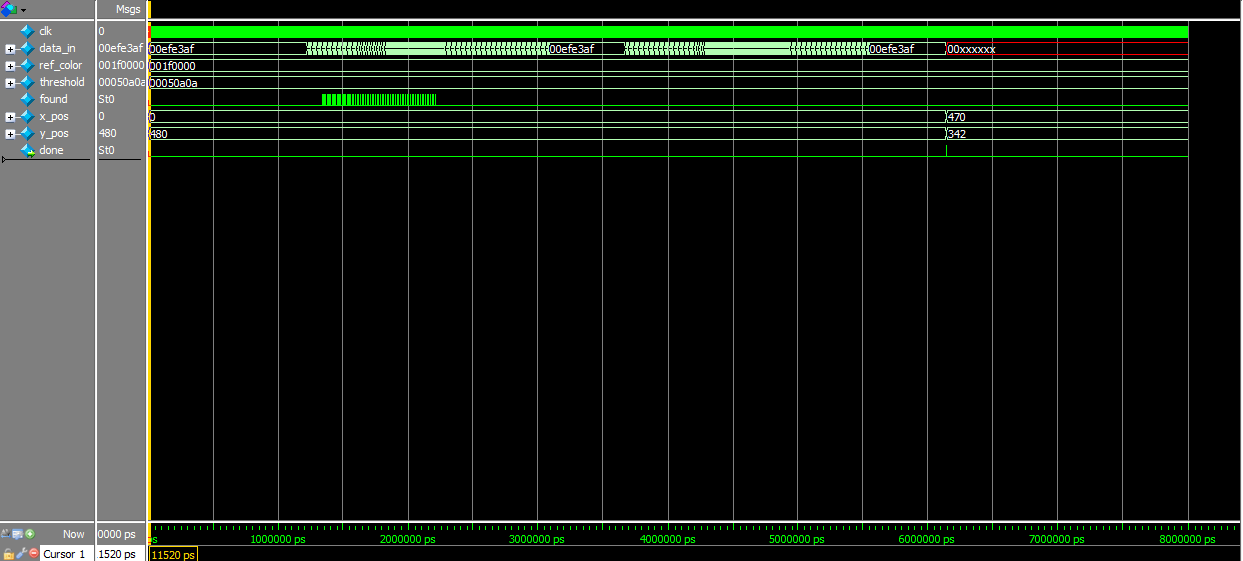 Msgs
clk 0
data_in 00efe3af 00efe3af 00efe3af 00efe3af 00xxxxxx
ref_color 001f0000 001f0000
threshold 00050a0a 00050a0a
found St0
x_pos 0 0 470
y_pos 480 480 342
done St0
Now 0000 ps ps 1000000 ps 2000000 ps 3000000 ps 4000000 ps 5000000 ps 6000000 ps 7000000 ps 8000000 ps
Cursor 1 1520 ps 11520 ps